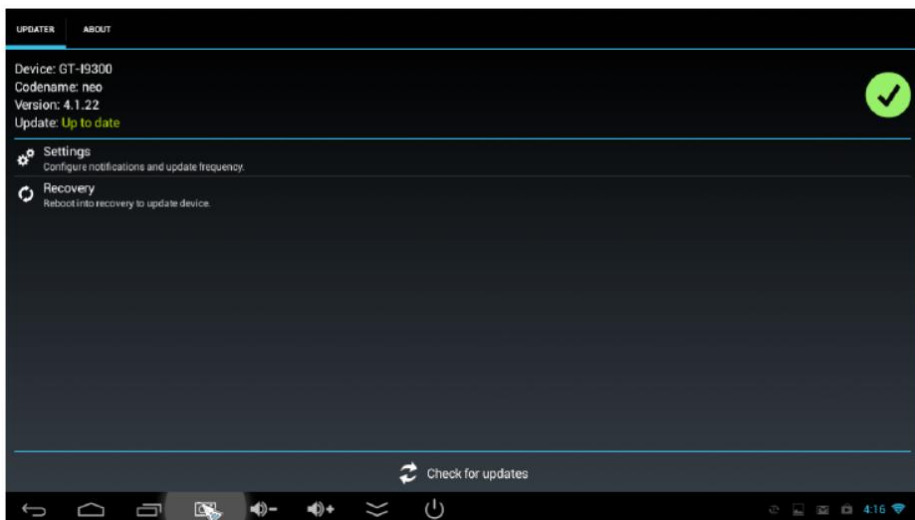 UPDATER ABOUT
Device: GT-I9300
Codename: neo
Version: 4.1.22
Update: Up to date
Settings
Configure notifications and update frequency.
Recovery
Reboot into recovery to update device.
Check for updates
4:16